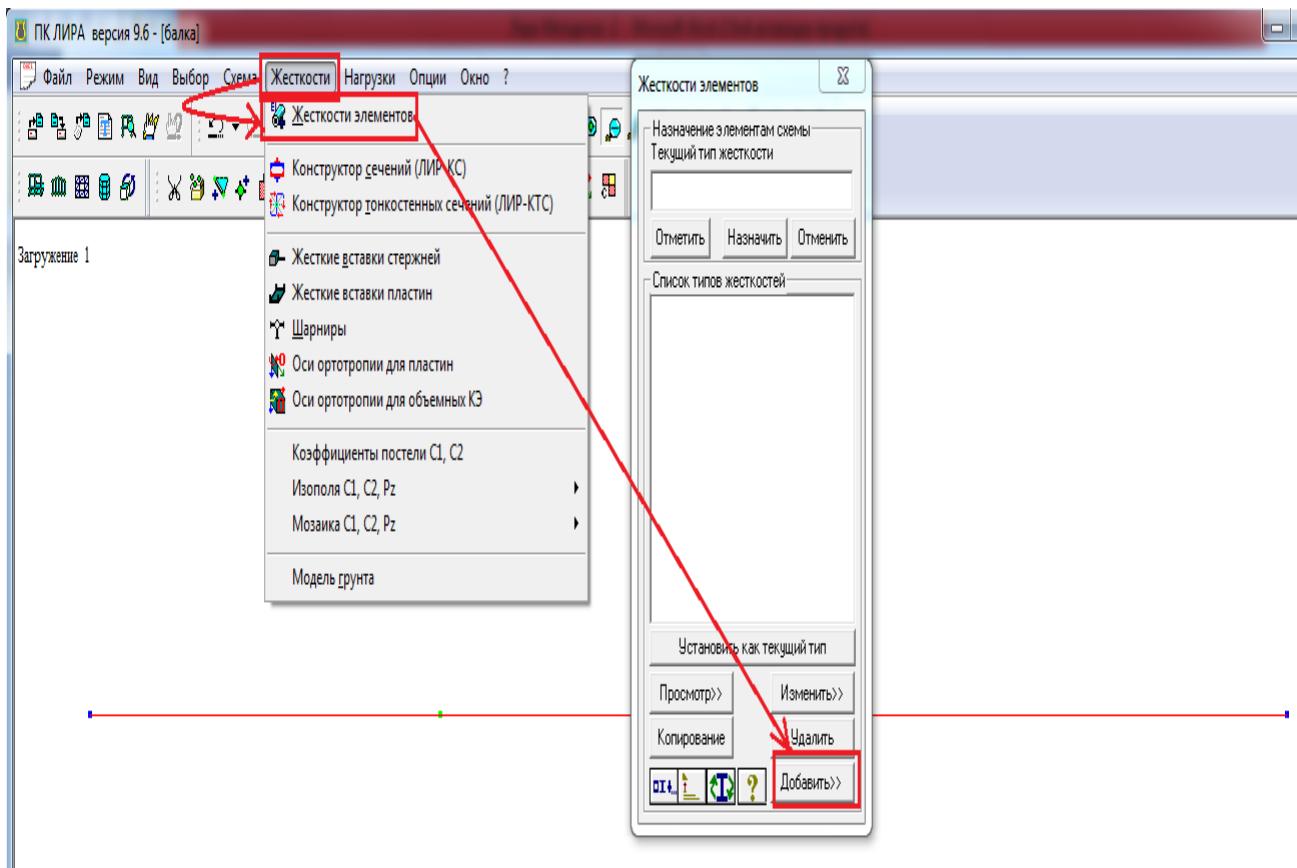 ПК ЛИРА версия 9.6 - [балка]
Файл Режим Вид Выбор Схема Жесткости Нагрузки Опции Окно ?
Жесткости элементов
Конструктор сечений (ЛИР-КС)
Конструктор тонкостенных сечений (ЛИР-КТС)
Жесткие вставки стержней
Жесткие вставки пластин
Шарниры
Оси ортотропии для пластин
Оси ортотропии для объемных КЭ
Коэффициенты постели С1, С2
Изополя С1, С2, Pz
Мозаика С1, С2, Pz
Модель грунта
Загружение 1
Жесткости элементов
Назначение элементам схемы
Текущий тип жесткости
Отметить Назначить Отменить
Список типов жесткостей
Установить как текущий тип
Просмотр>> Изменить>>
Копирование Удалить
? Добавить>>